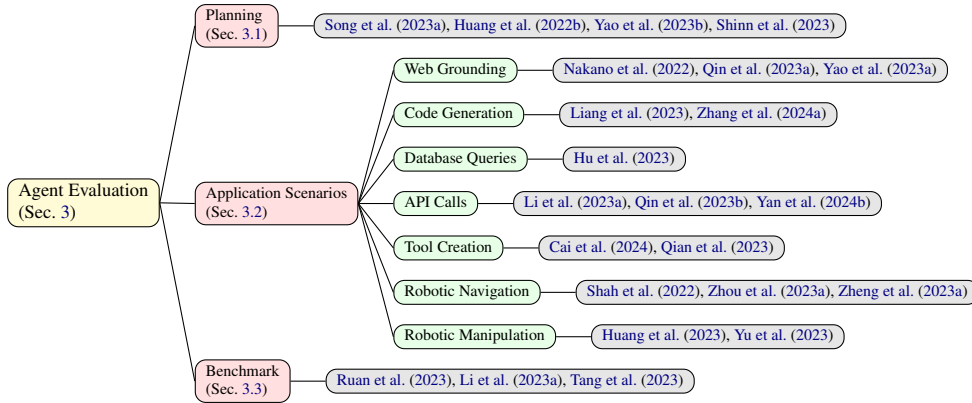 Planning
(Sec. 3.1)
Song et al. (2023a), Huang et al. (2022b), Yao et al. (2023b), Shinn et al. (2023)
Web Grounding
Nakano et al. (2022), Qin et al. (2023a), Yao et al. (2023a)
Code Generation
Liang et al. (2023), Zhang et al. (2024a)
Database Queries
Hu et al. (2023)
Agent Evaluation
(Sec. 3)
Application Scenarios
(Sec. 3.2)
API Calls
Li et al. (2023a), Qin et al. (2023b), Yan et al. (2024b)
Tool Creation
Cai et al. (2024), Qian et al. (2023)
Robotic Navigation
Shah et al. (2022), Zhou et al. (2023a), Zheng et al. (2023a)
Robotic Manipulation
Huang et al. (2023), Yu et al. (2023)
Benchmark
(Sec. 3.3)
Ruan et al. (2023), Li et al. (2023a), Tang et al. (2023)